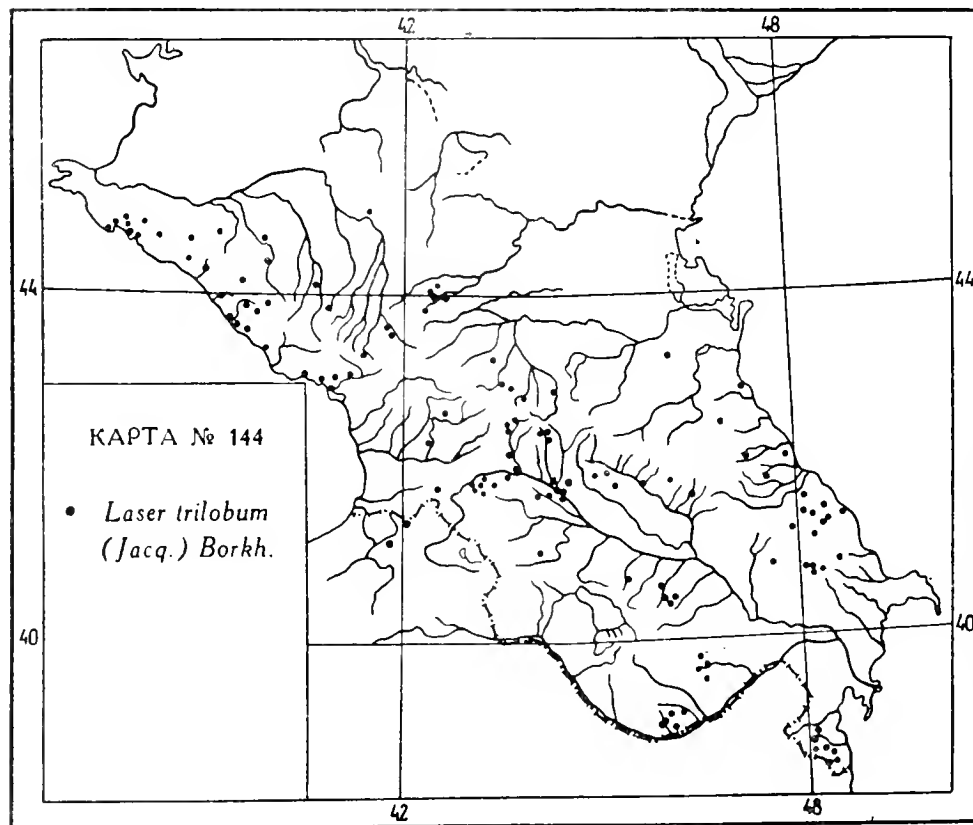 42 48
44 44
КАРТА № 144
• Laser trilobum
(Jacq.) Borkh.
40 40
42 48